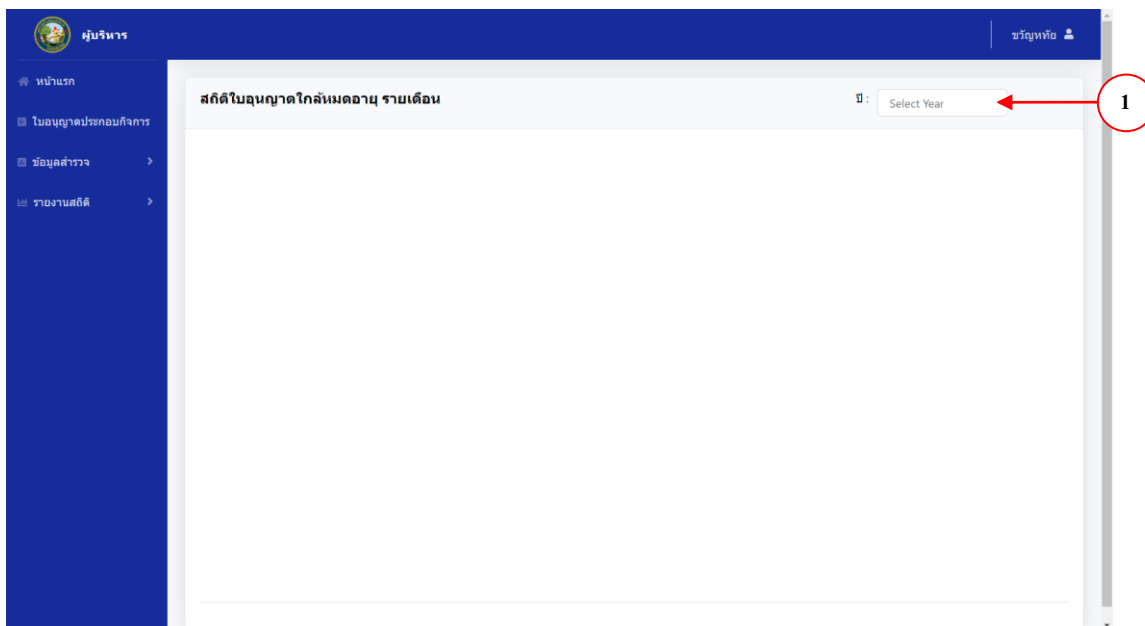 ผู้บริหาร
ขวัญหทัย
หน้าแรก
สถิติใบอนุญาตใกล้หมดอายุ รายเดือน
ปี :
Select Year
1
ใบอนุญาตประกอบกิจการ
ข้อมูลสำรวจ
รายงานสถิติ